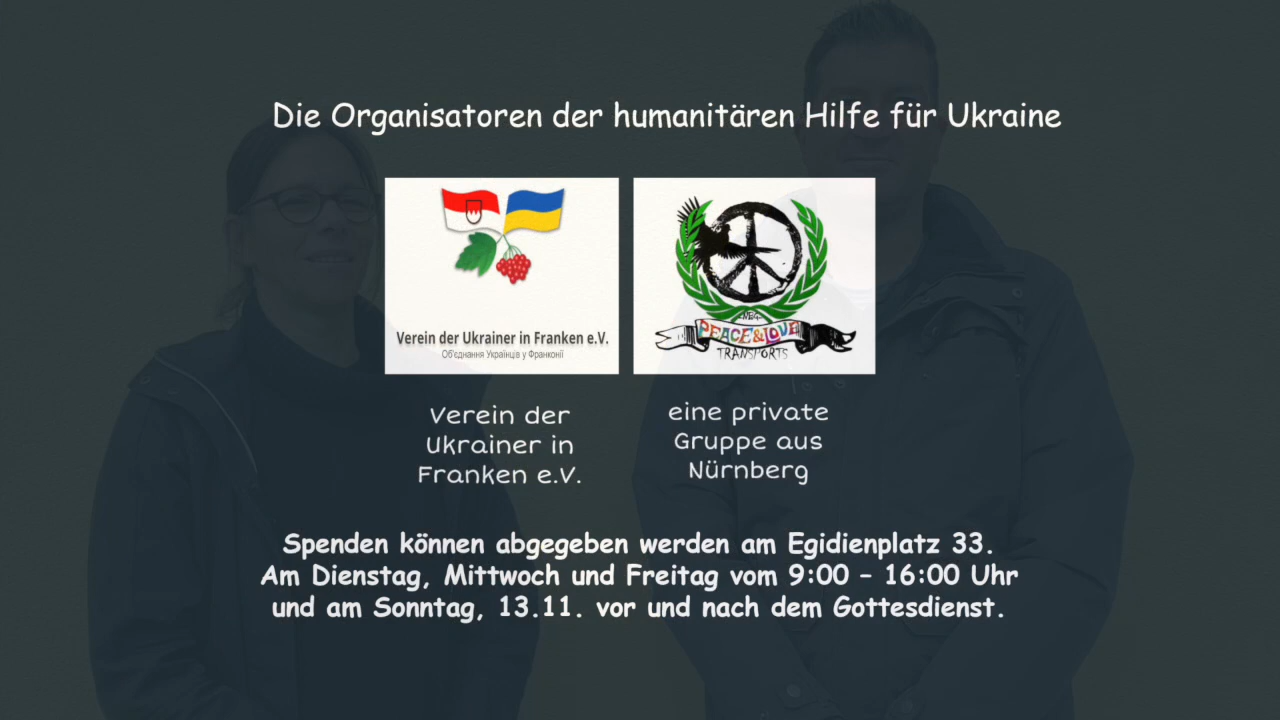 Die Organisatoren der humanitären Hilfe für Ukraine
Verein der Ukrainer in Franken e.V.
Об'єднання Українців у Франконії
PEACE & LOVE
TRANSPORTS
Verein der
Ukrainer in
Franken e.V.
eine private
Gruppe aus
Nürnberg
Spenden können abgegeben werden am Egidienplatz 33.
Am Dienstag, Mittwoch und Freitag vom 9:00 – 16:00 Uhr
und am Sonntag, 13.11. vor und nach dem Gottesdienst.